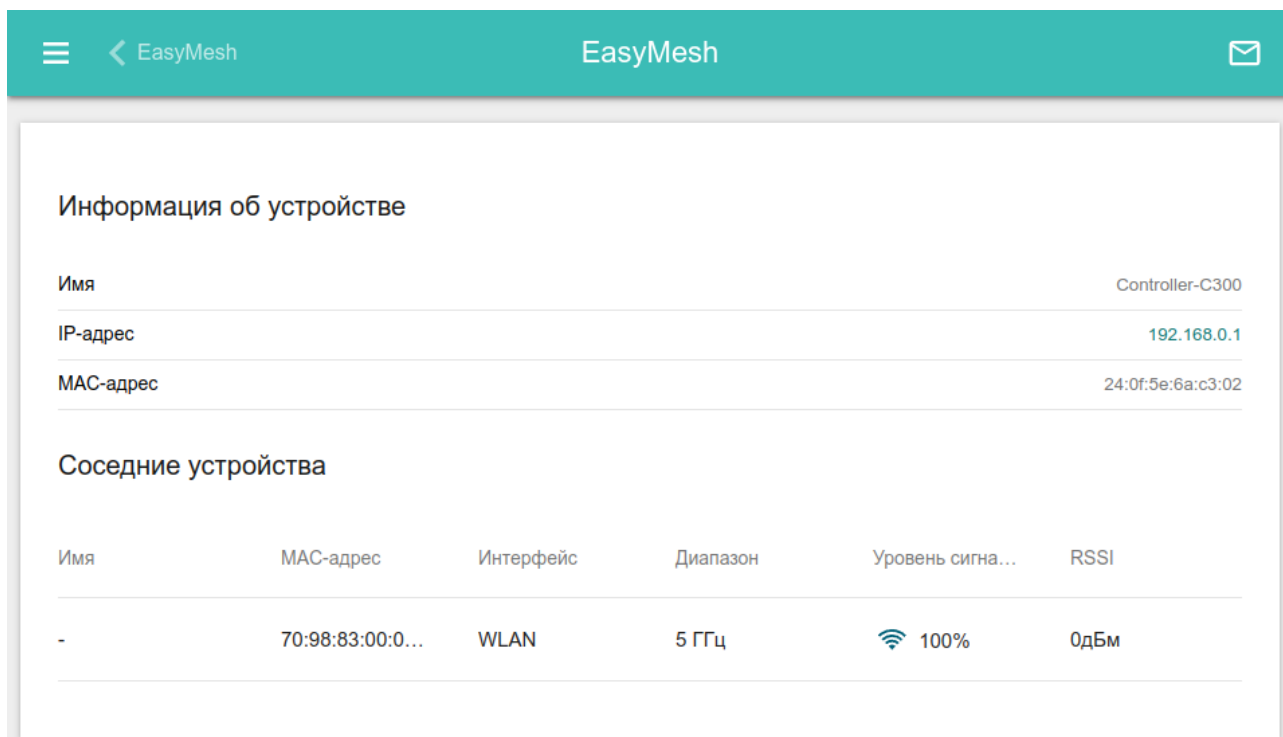 EasyMesh EasyMesh
Информация об устройстве
Имя Controller-C300
IP-адрес 192.168.0.1
MAC-адрес 24:0f:5e:6a:c3:02
Соседние устройства
Имя MAC-адрес Интерфейс Диапазон Уровень сигна… RSSI
- 70:98:83:00:0… WLAN 5 ГГц 100% 0дБм